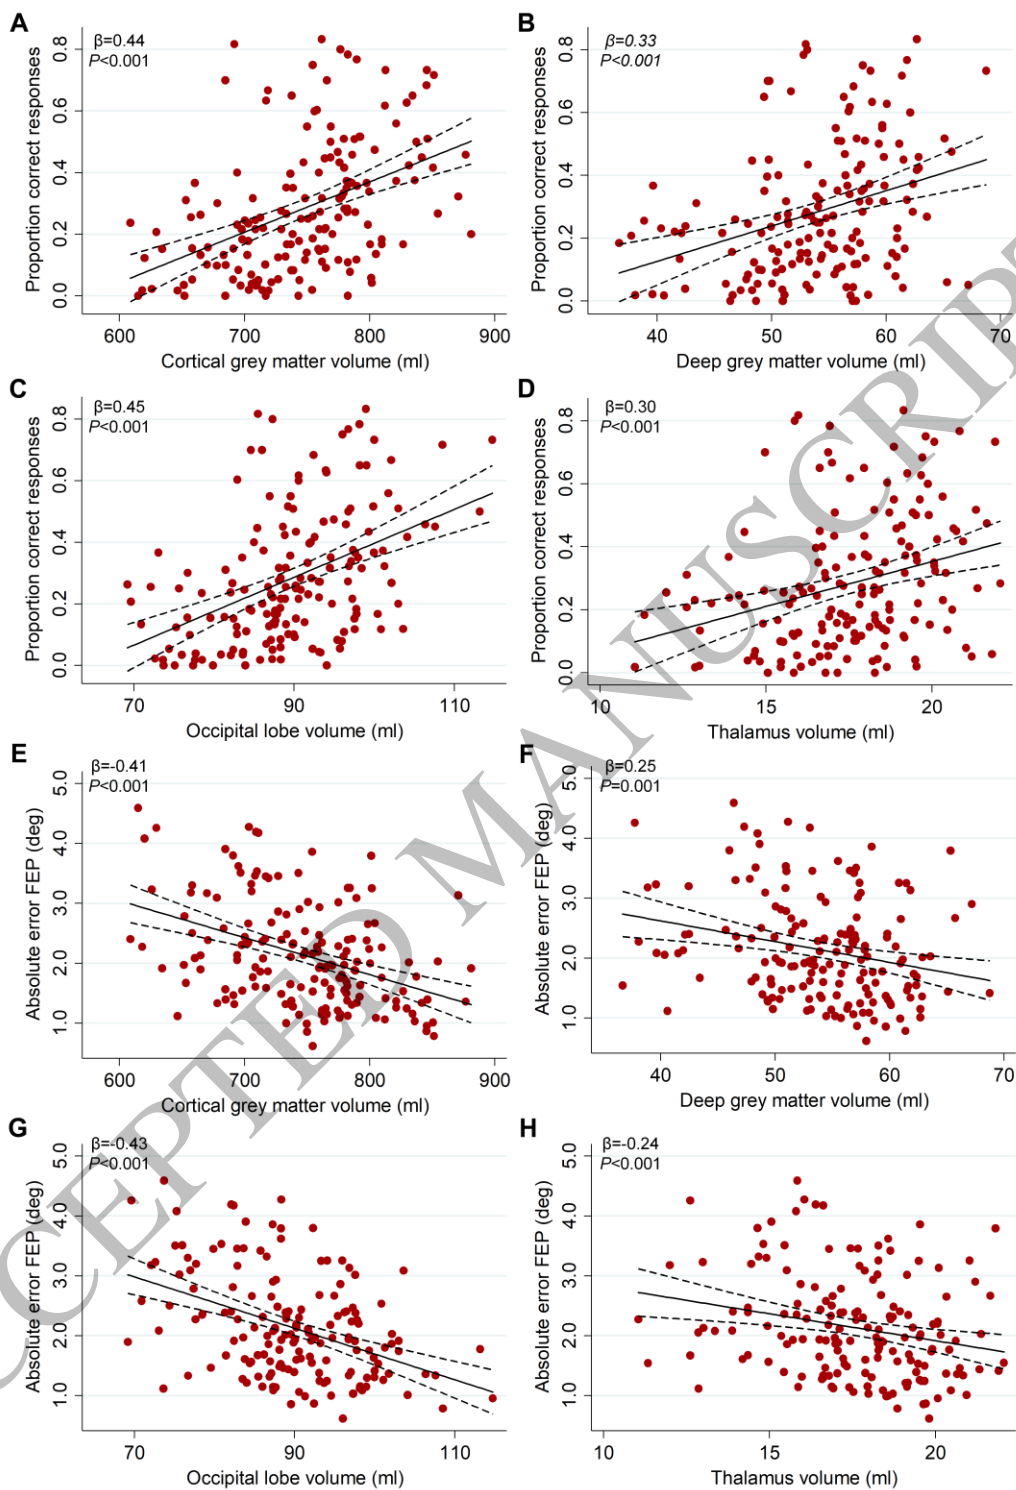 A
β=0.44
P<0.001
Proportion correct responses
0.0 0.2 0.4 0.6 0.8
600 700 800 900
Cortical grey matter volume (ml)
B
β=0.33
P<0.001
Proportion correct responses
0.0 0.2 0.4 0.6 0.8
40 50 60 70
Deep grey matter volume (ml)
C
β=0.45
P<0.001
Proportion correct responses
0.0 0.2 0.4 0.6 0.8
70 90 110
Occipital lobe volume (ml)
D
β=0.30
P<0.001
Proportion correct responses
0.0 0.2 0.4 0.6 0.8
10 15 20
Thalamus volume (ml)
E
β=-0.41
P<0.001
Absolute error FEP (deg)
1.0 2.0 3.0 4.0 5.0
600 700 800 900
Cortical grey matter volume (ml)
F
β=0.25
P=0.001
Absolute error FEP (deg)
1.0 2.0 3.0 4.0 5.0
40 50 60 70
Deep grey matter volume (ml)
G
β=-0.43
P<0.001
Absolute error FEP (deg)
1.0 2.0 3.0 4.0 5.0
70 90 110
Occipital lobe volume (ml)
H
β=-0.24
P<0.001
Absolute error FEP (deg)
1.0 2.0 3.0 4.0 5.0
10 15 20
Thalamus volume (ml)
CCEPTED MANUSCRIPT